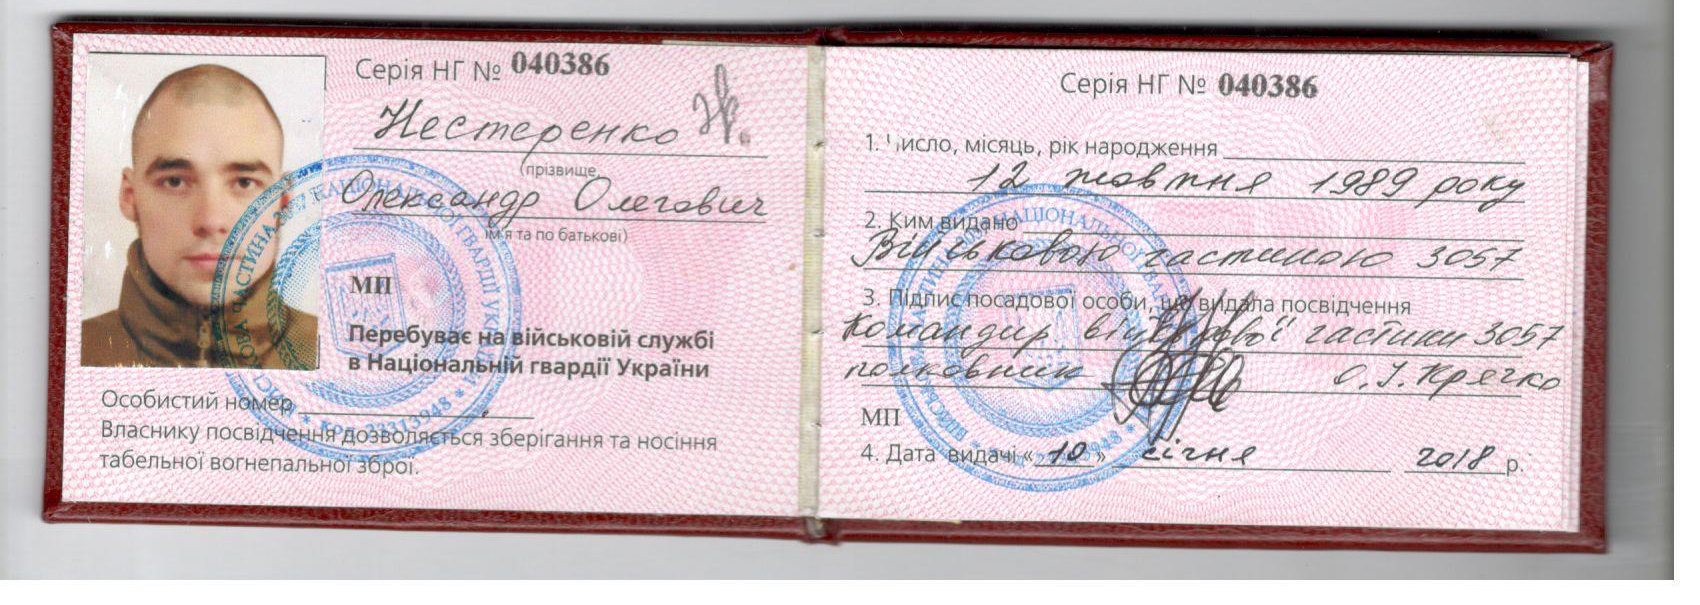 Серія НГ № 040386
Нестеренко
(прізвище,
Олександр Олегович
ім'я та по батькові)
МП
Перебуває на військовій службі
в Національній гвардії України
Особистий номер
Власнику посвідчення дозволяється зберігання та носіння
табельної вогнепальної зброї.
Серія НГ № 040386
1. Число, місяць, рік народження
12 жовтня 1989 року
2. Ким видано
Військовою частиною 3057
3. Підпис посадової особи, що видала посвідчення
Командир військової частини 3057
полковник О.І. Крячко
МП
4. Дата видачі « 10 » січня 2018 р.